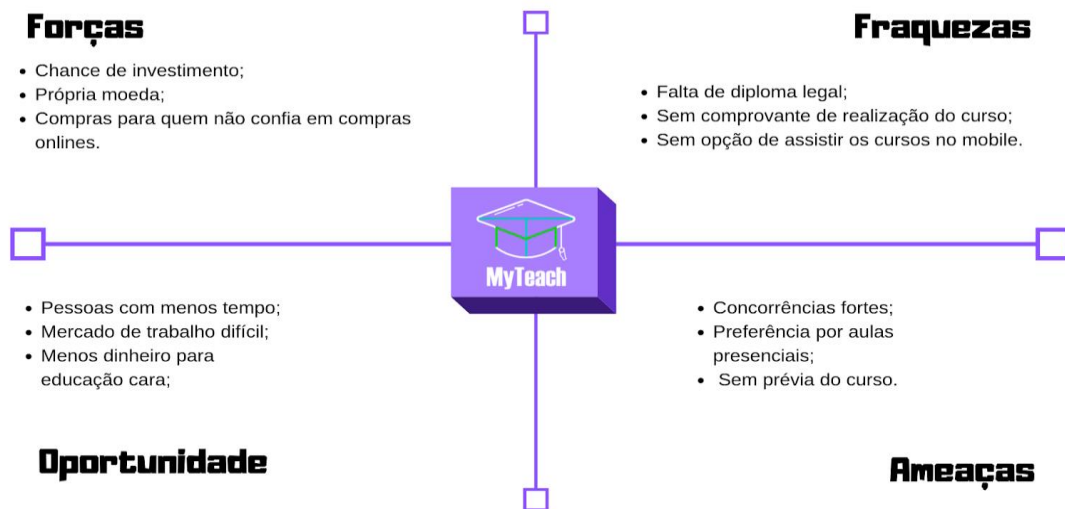 Forças
• Chance de investimento;
• Própria moeda;
• Compras para quem não confia em compras
onlines.
Fraquezas
• Falta de diploma legal;
• Sem comprovante de realização do curso;
• Sem opção de assistir os cursos no mobile.
MyTeach
• Pessoas com menos tempo;
• Mercado de trabalho difícil;
• Menos dinheiro para
educação cara;
Oportunidade
• Concorrências fortes;
• Preferência por aulas
presenciais;
• Sem prévia do curso.
Ameaças